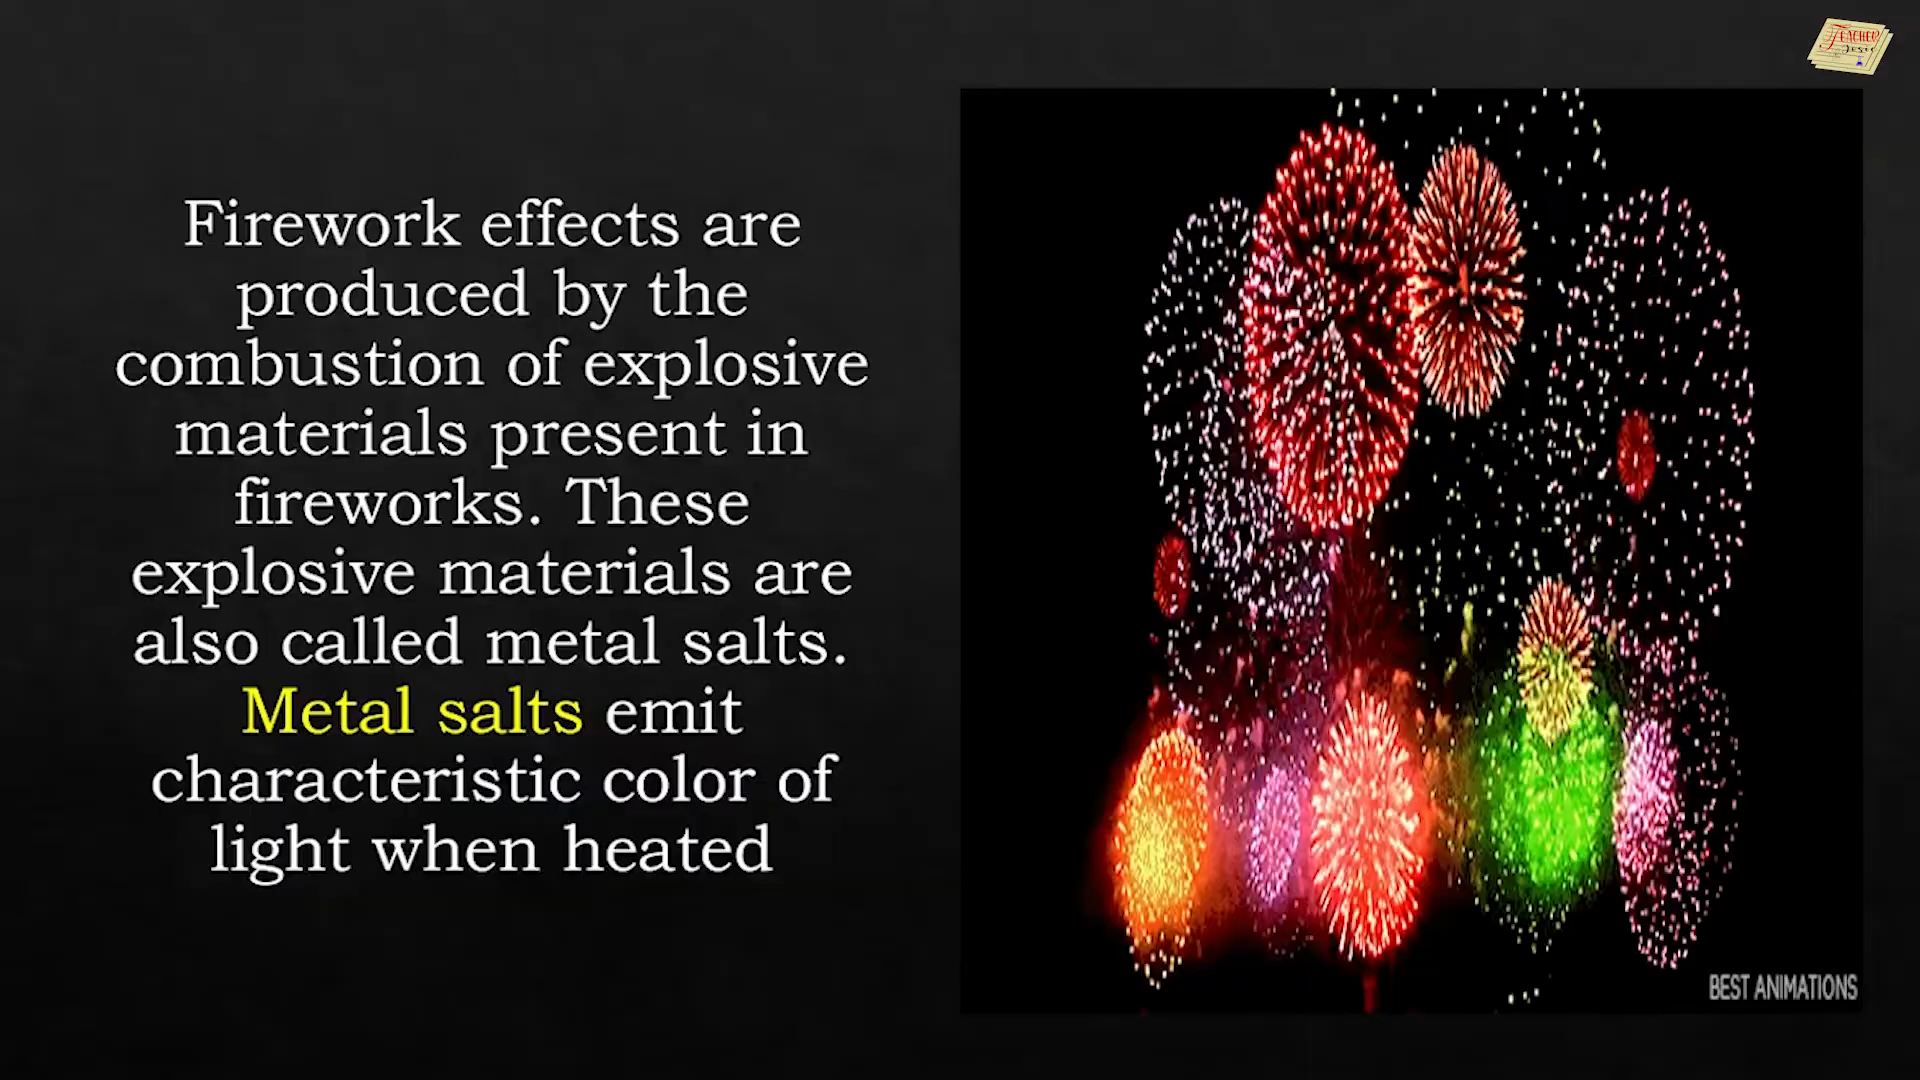 TEACHER
Firework effects are
produced by the
combustion of explosive
materials present in
fireworks. These
explosive materials are
also called metal salts.
Metal salts emit
characteristic color of
light when heated
BEST ANIMATIONS